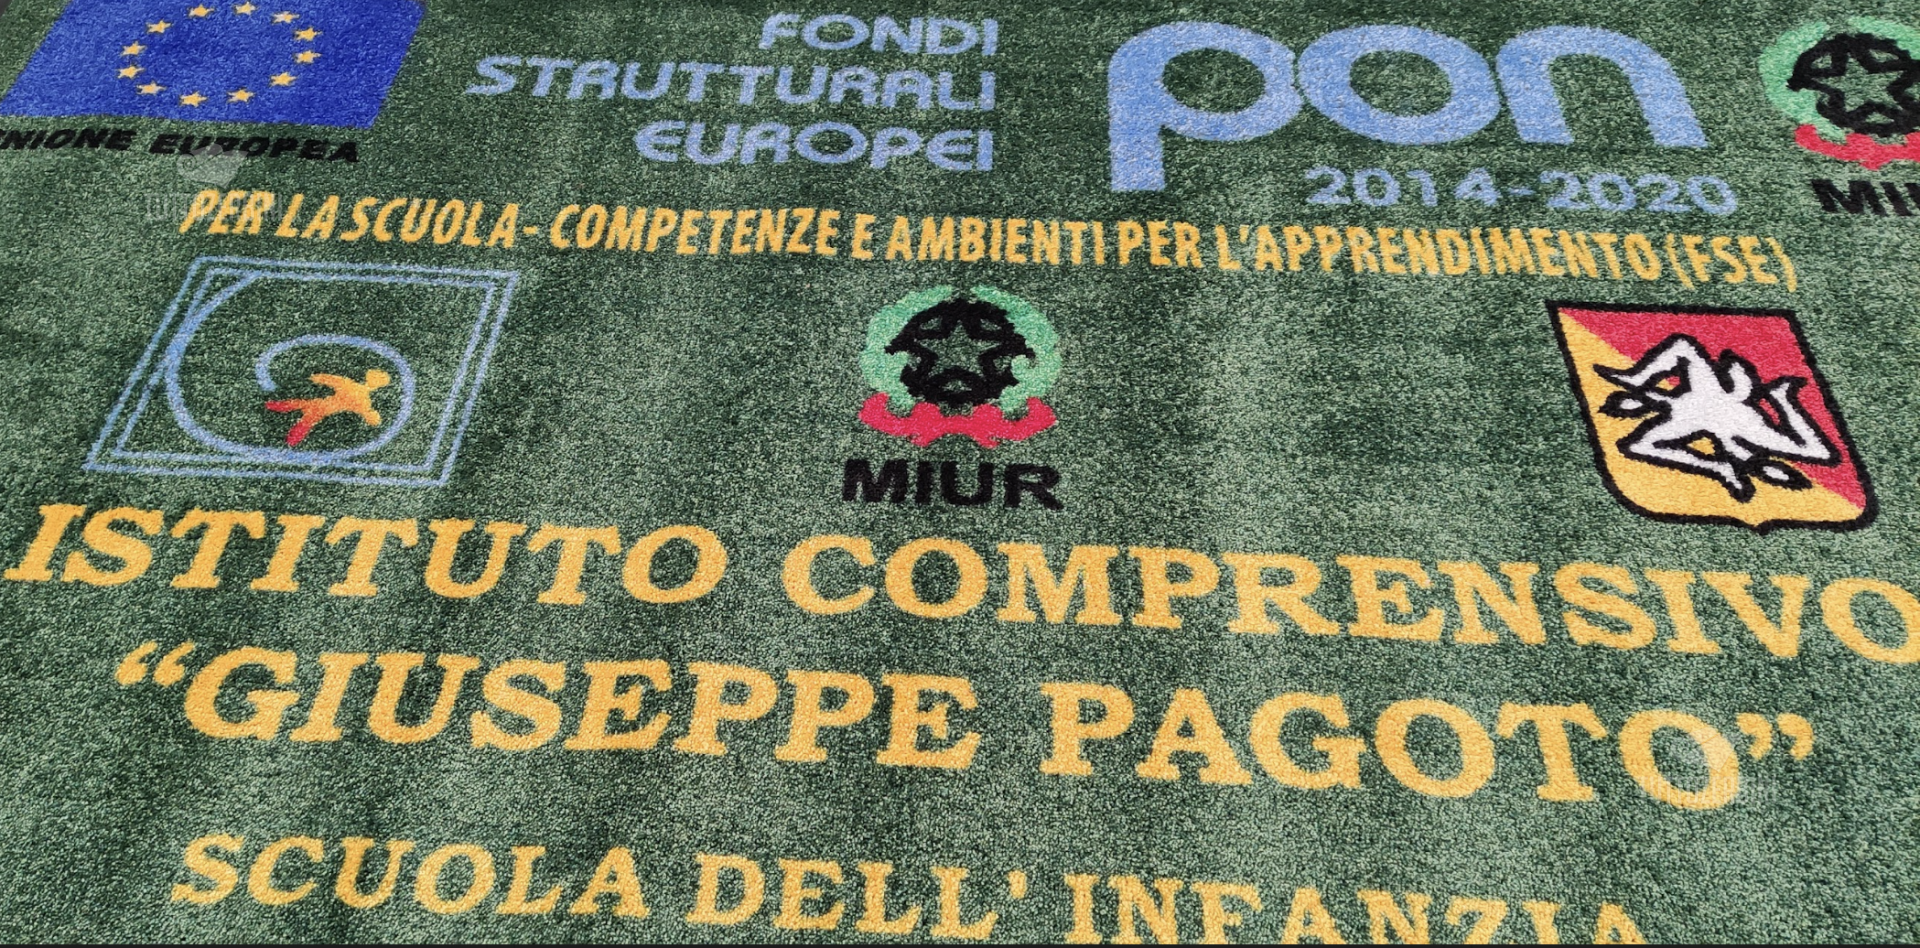 FONDI
STRUTTURALI
EUROPEI
pon
2014-2020
UNIONE EUROPEA
PER LA SCUOLA - COMPETENZE E AMBIENTI PER L'APPRENDIMENTO (FSE)
MIUR
ISTITUTO COMPRENSIVO
“GIUSEPPE PAGOTO”
SCUOLA DELL' INFANZIA